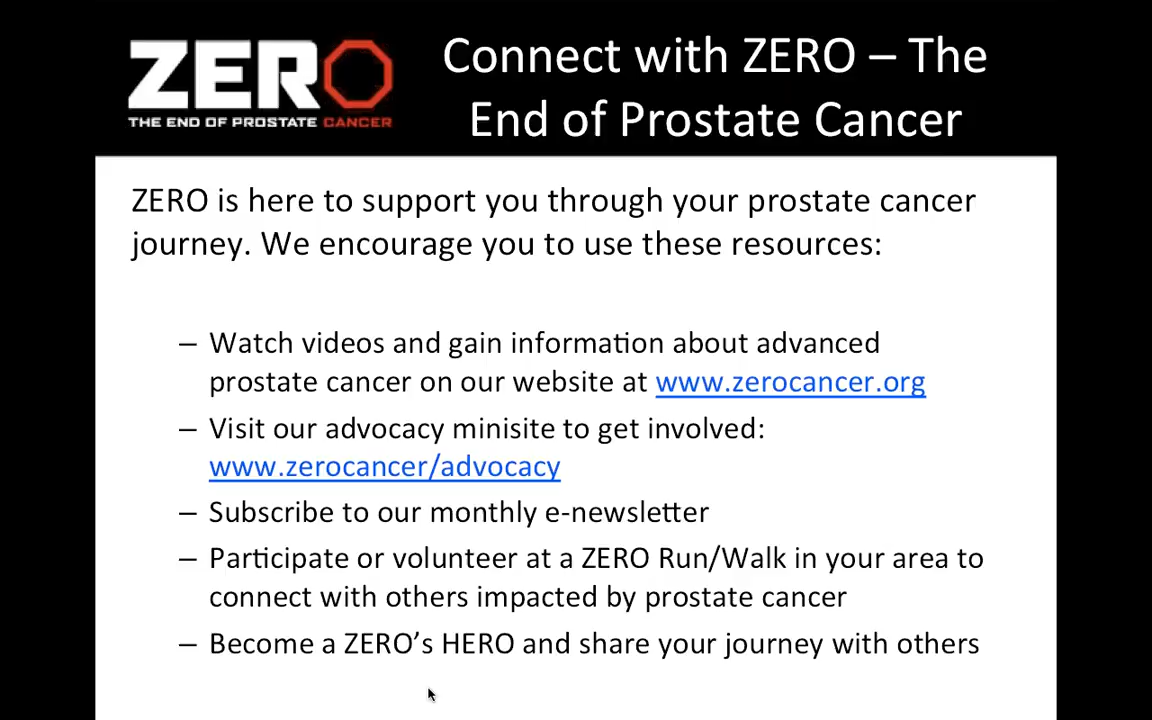 ZERO
THE END OF PROSTATE CANCER
Connect with ZERO – The
End of Prostate Cancer
ZERO is here to support you through your prostate cancer
journey. We encourage you to use these resources:
– Watch videos and gain information about advanced
prostate cancer on our website at www.zerocancer.org
– Visit our advocacy minisite to get involved:
www.zerocancer/advocacy
– Subscribe to our monthly e-newsletter
– Participate or volunteer at a ZERO Run/Walk in your area to
connect with others impacted by prostate cancer
– Become a ZERO’s HERO and share your journey with others